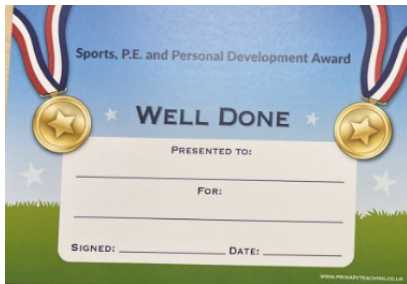 Sports, P.E. and Personal Development Award
WELL DONE
PRESENTED TO:
FOR:
SIGNED: DATE:
WWW.PRIMARYTEACHING.CO.UK